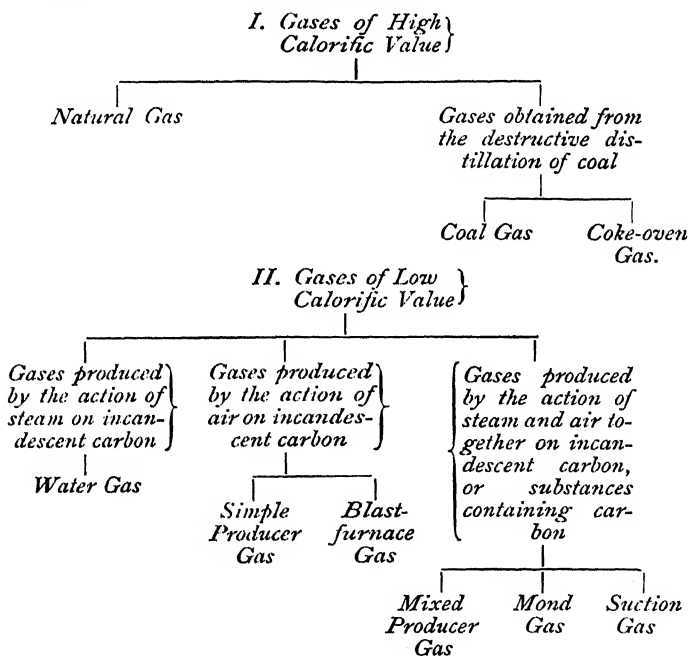 I. Gases of High
Calorific Value
Natural Gas
Gases obtained from
the destructive dis-
tillation of coal
Coal Gas
Coke-oven
Gas.
II. Gases of Low
Calorific Value
Gases produced
by the action of
steam on incan-
descent carbon
Water Gas
Gases produced
by the action of
air on incandes-
cent carbon
Simple
Producer
Gas
Blast-
furnace
Gas
Gases produced
by the action of
steam and air to-
gether on incan-
descent carbon,
or substances
containing car-
bon
Mixed
Producer
Gas
Mond
Gas
Suction
Gas